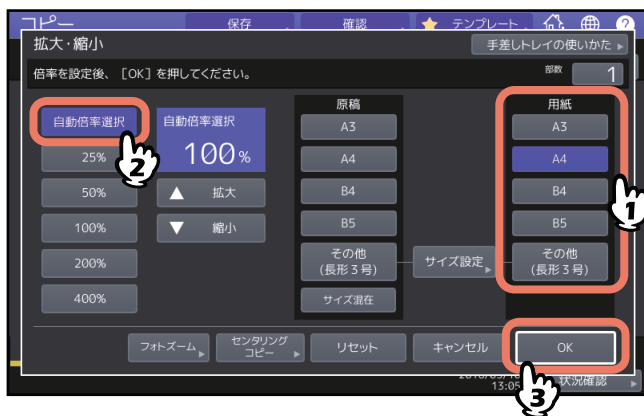 コピー 保存 確認 テンプレート ?
拡大・縮小 手差しトレイの使いかた
倍率を設定後、［OK］を押してください。 部数 1
原稿 用紙
自動倍率選択 自動倍率選択 A3 A3
25% 100% A4 A4
2
50% 拡大 B4 B4
1
100% 縮小 B5 B5
200% その他 サイズ設定 その他
(長形３号) (長形３号)
400% サイズ混在
フォトズーム センタリング リセット キャンセル OK
コピー
13:05 状況確認
3